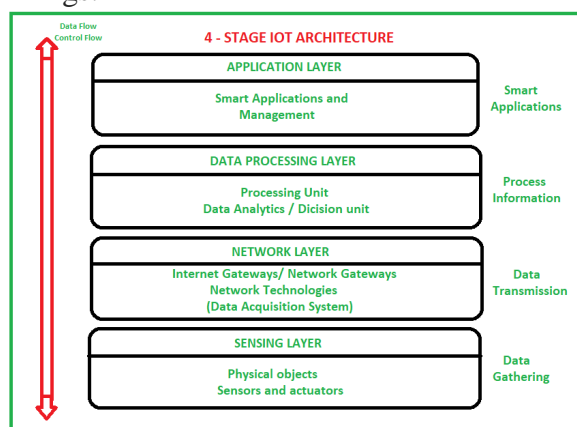 Data Flow
Control Flow
4 - STAGE IOT ARCHITECTURE
APPLICATION LAYER
Smart Applications and
Management
Smart
Applications
DATA PROCESSING LAYER
Processing Unit
Data Analytics / Dicision unit
Process
Information
NETWORK LAYER
Internet Gateways/ Network Gateways
Network Technologies
(Data Acquisition System)
Data
Transmission
SENSING LAYER
Physical objects
Sensors and actuators
Data
Gathering